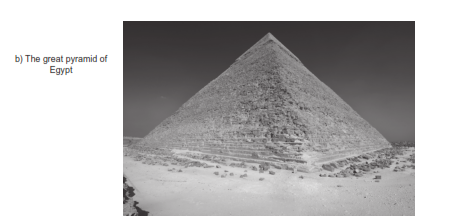 b) The great pyramid of
Egypt